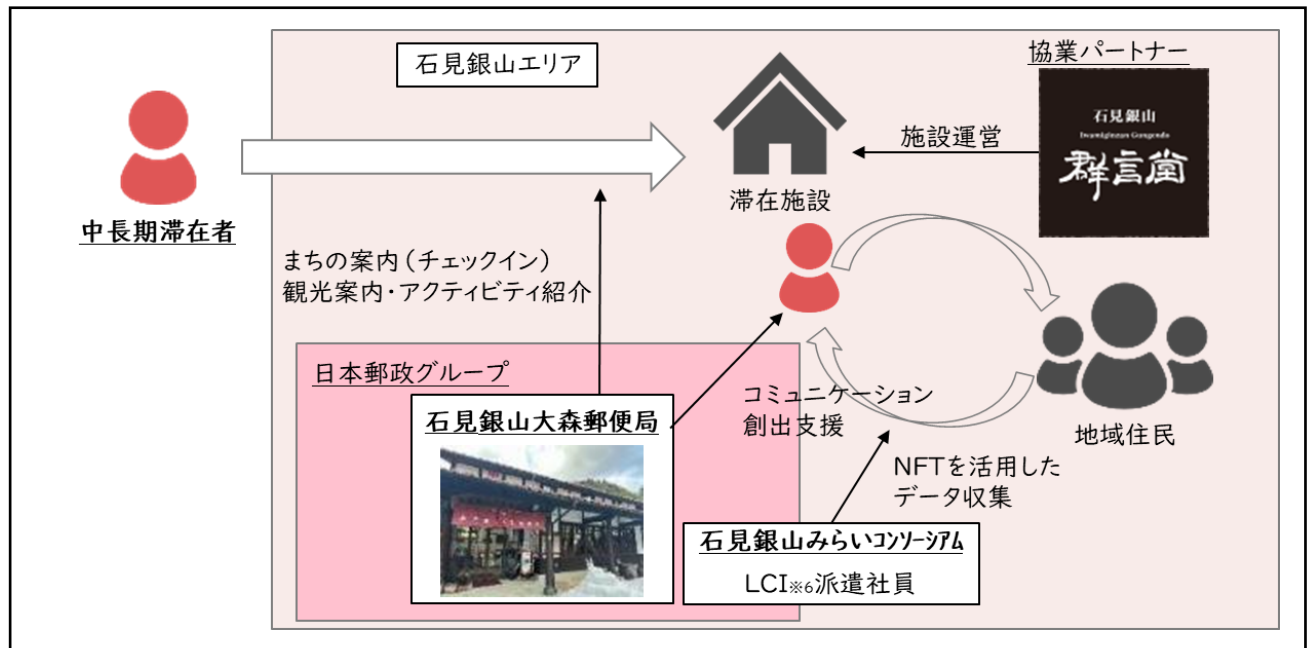 石見銀山エリア
協業パートナー
石見銀山
Iwamiginzan Gungendo
群言堂
施設運営
滞在施設
中長期滞在者
まちの案内（チェックイン）
観光案内・アクティビティ紹介
日本郵政グループ
石見銀山大森郵便局
コミュニケーション
創出支援
地域住民
NFTを活用した
データ収集
石見銀山みらいｺﾝｿｰｼｱﾑ
LCI※6派遣社員